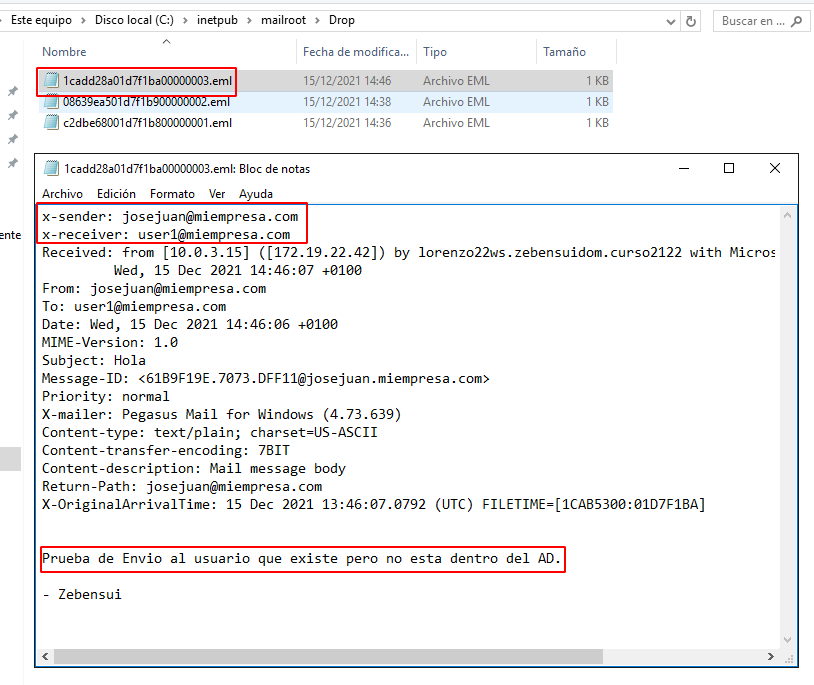 Este equipo > Disco local (C:) > inetpub > mailroot > Drop
Buscar en ...
Nombre Fecha de modifica... Tipo Tamaño
1cadd28a01d7f1ba00000003.eml 15/12/2021 14:46 Archivo EML 1 KB
08639ea501d7f1b900000002.eml 15/12/2021 14:38 Archivo EML 1 KB
c2dbe68001d7f1b800000001.eml 15/12/2021 14:36 Archivo EML 1 KB
1cadd28a01d7f1ba00000003.eml: Bloc de notas
Archivo Edición Formato Ver Ayuda
x-sender: josejuan@miempresa.com
x-receiver: user1@miempresa.com
ente
Received: from [10.0.3.15] ([172.19.22.42]) by lorenzo22ws.zebensuidom.curso2122 with Micros
Wed, 15 Dec 2021 14:46:07 +0100
From: josejuan@miempresa.com
To: user1@miempresa.com
Date: Wed, 15 Dec 2021 14:46:06 +0100
MIME-Version: 1.0
Subject: Hola
Message-ID: <61B9F19E.7073.DFF11@josejuan.miempresa.com>
Priority: normal
X-mailer: Pegasus Mail for Windows (4.73.639)
Content-type: text/plain; charset=US-ASCII
Content-transfer-encoding: 7BIT
Content-description: Mail message body
Return-Path: josejuan@miempresa.com
X-OriginalArrivalTime: 15 Dec 2021 13:46:07.0792 (UTC) FILETIME=[1CAB5300:01D7F1BA]
Prueba de Envio al usuario que existe pero no esta dentro del AD.
- Zebensui